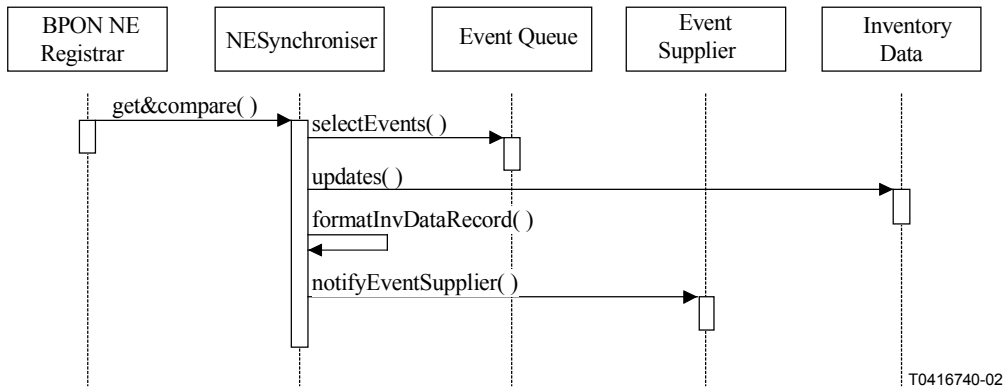 BPON NE
Registrar
NESynchroniser
Event Queue
Event
Supplier
Inventory
Data
get&compare( )
selectEvents( )
updates( )
formatInvDataRecord( )
notifyEventSupplier( )
T0416740-02